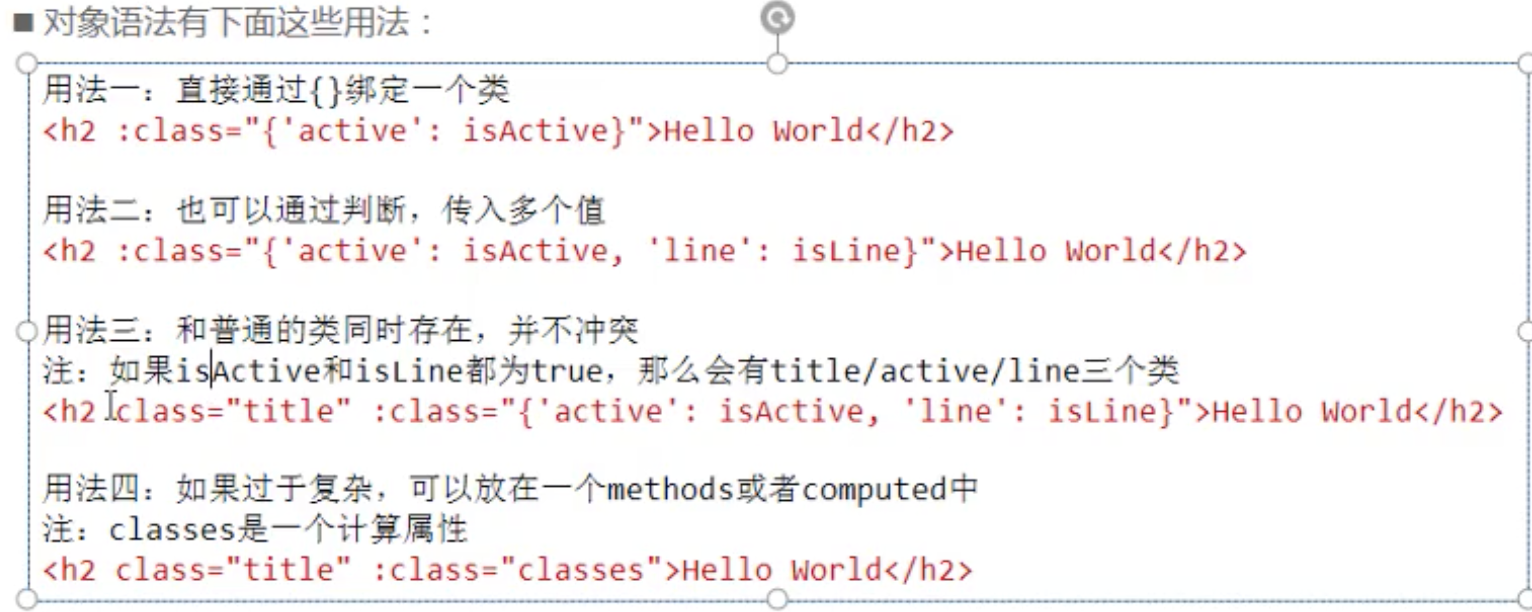 ■ 对象语法有下面这些用法：
用法一：直接通过{}绑定一个类
<h2 :class="{'active': isActive}">Hello World</h2>
用法二：也可以通过判断，传入多个值
<h2 :class="{'active': isActive, 'line': isLine}">Hello World</h2>
用法三：和普通的类同时存在，并不冲突
注：如果isActive和isLine都为true，那么会有title/active/line三个类
<h2 class="title" :class="{'active': isActive, 'line': isLine}">Hello World</h2>
用法四：如果过于复杂，可以放在一个methods或者computed中
注：classes是一个计算属性
<h2 class="title" :class="classes">Hello World</h2>